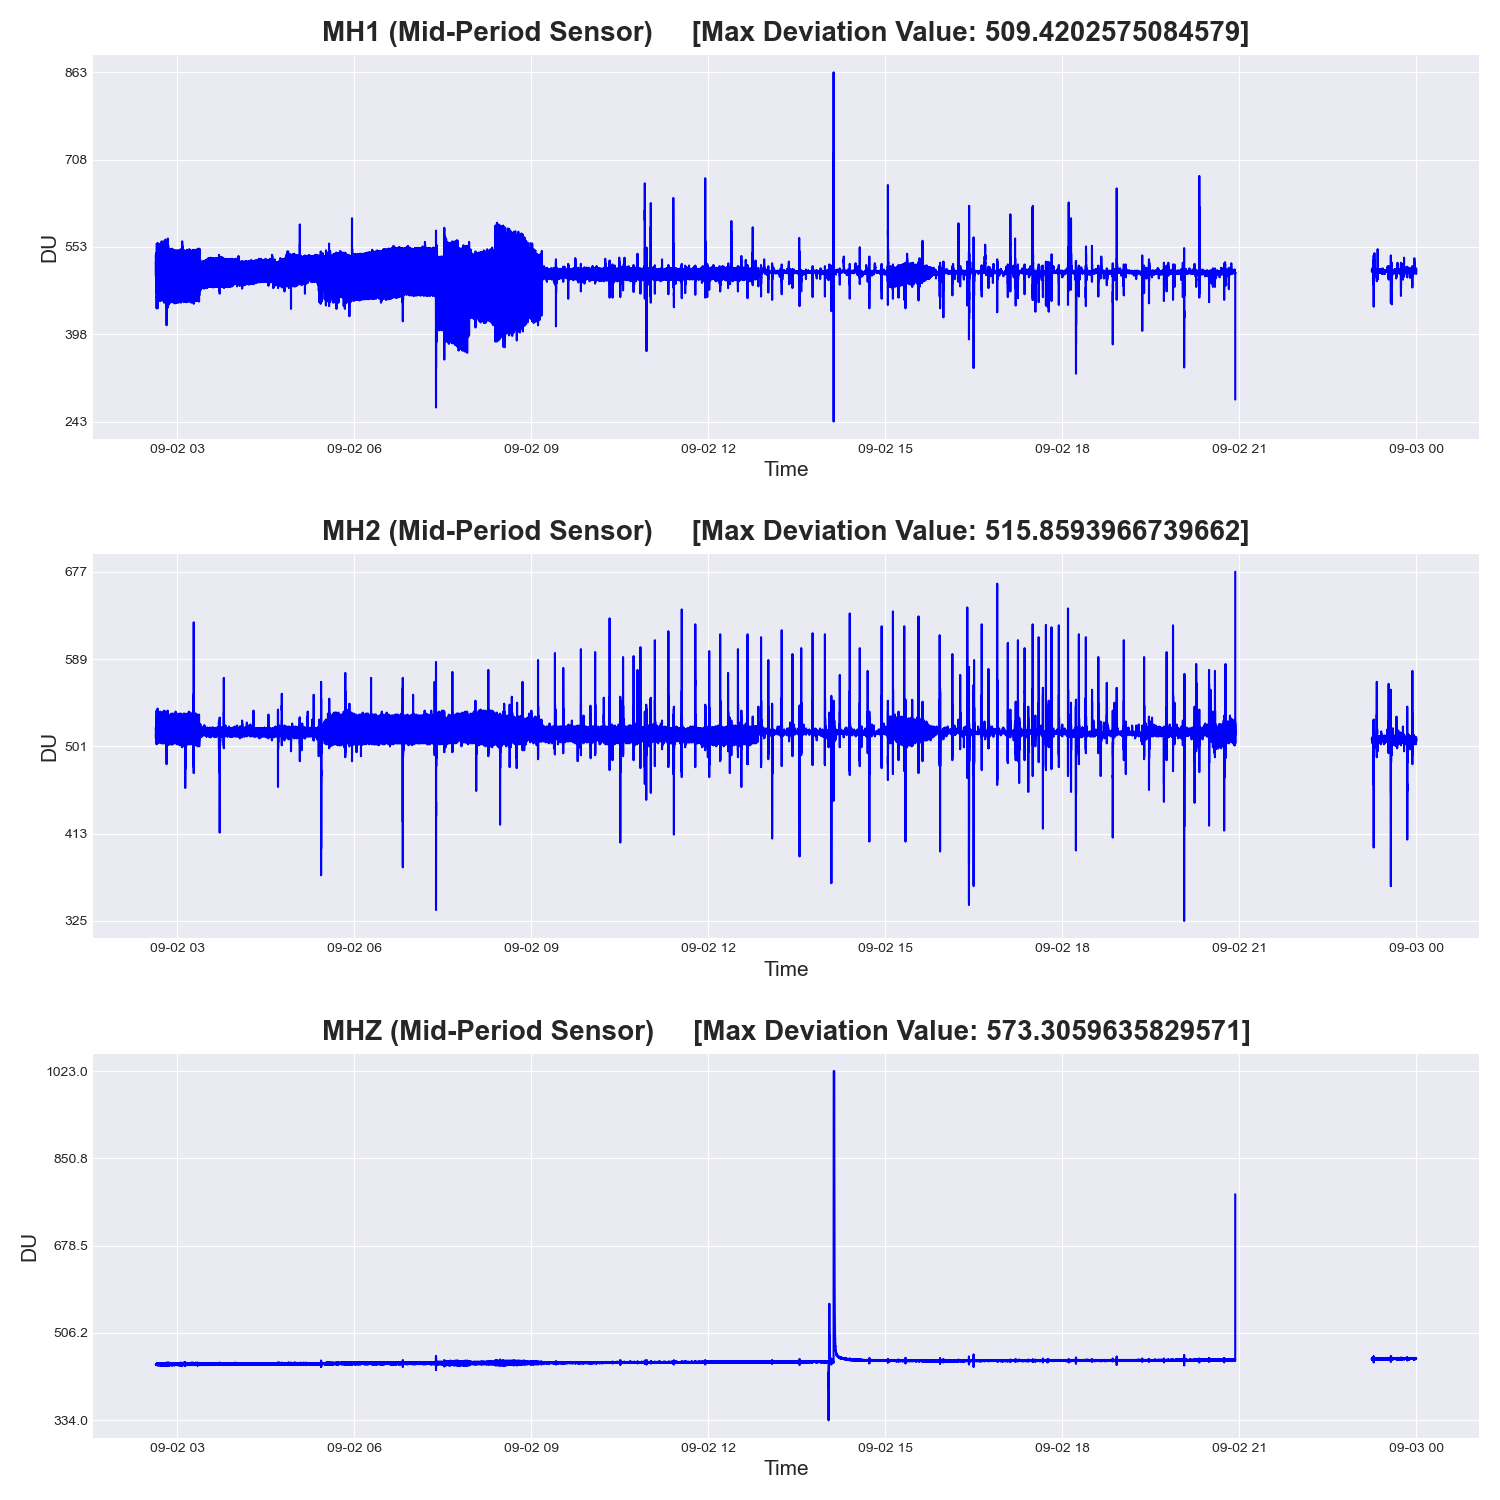 MH1 (Mid-Period Sensor) [Max Deviation Value: 509.4202575084579]
863
708
553
398
243
DU
09-02 03 09-02 06 09-02 09 09-02 12 09-02 15 09-02 18 09-02 21 09-03 00
Time
MH2 (Mid-Period Sensor) [Max Deviation Value: 515.8593966739662]
677
589
501
413
325
DU
09-02 03 09-02 06 09-02 09 09-02 12 09-02 15 09-02 18 09-02 21 09-03 00
Time
MHZ (Mid-Period Sensor) [Max Deviation Value: 573.3059635829571]
1023.0
850.8
678.5
506.2
334.0
DU
09-02 03 09-02 06 09-02 09 09-02 12 09-02 15 09-02 18 09-02 21 09-03 00
Time